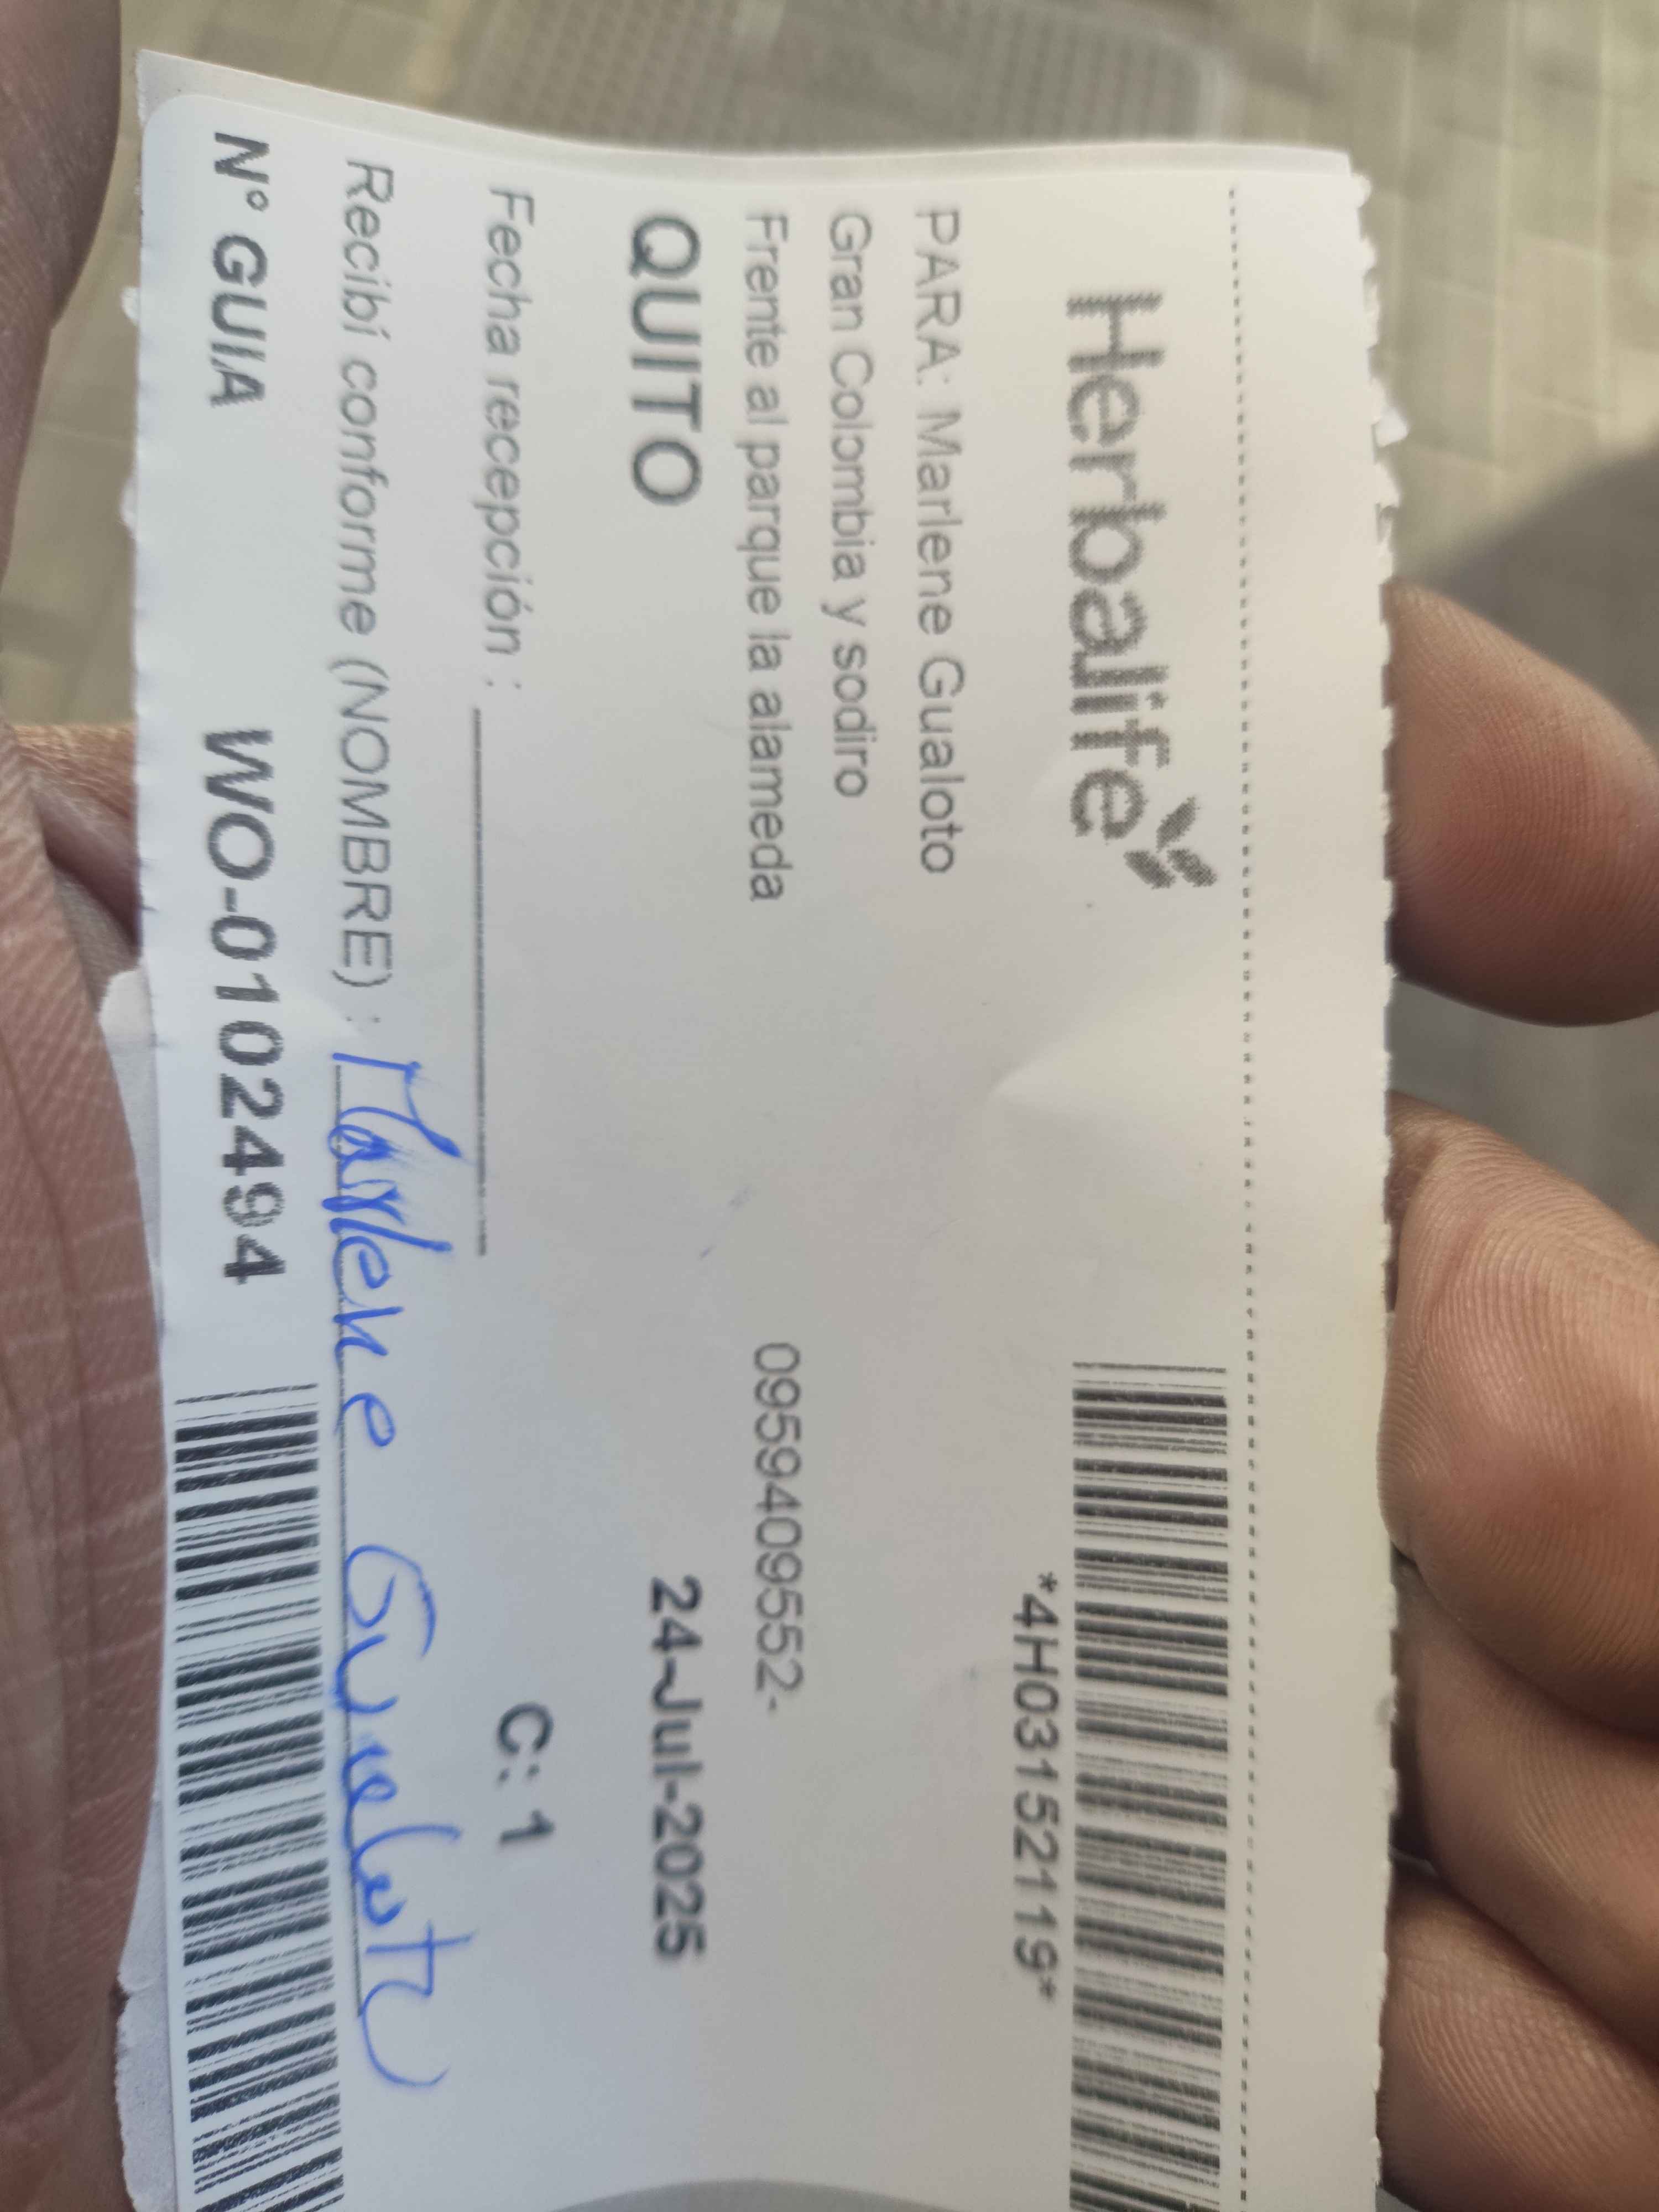 Herbalife
*4H03152119*
PARA: Marlene Gualoto
Gran Colombia y sodiro
Frente al parque la alameda 0959409552-
QUITO 24-Jul-2025
Fecha recepción : C: 1
Recibí conforme (NOMBRE) : Marlene Gualoto
N° GUIA WO-0102494